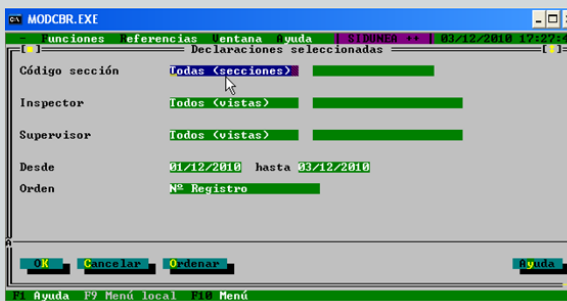 MODCBR.EXE
Funciones Referencias Ventana Ayuda SIDUNEA ++ 03/12/2010 17:27:4
Declaraciones seleccionadas
Código sección Todas (secciones)
Inspector Todos (vistas)
Supervisor Todos (vistas)
Desde 01/12/2010 hasta 03/12/2010
Orden Nº Registro
OK Cancelar Ordenar Ayuda
F1 Ayuda F9 Menú local F10 Menú